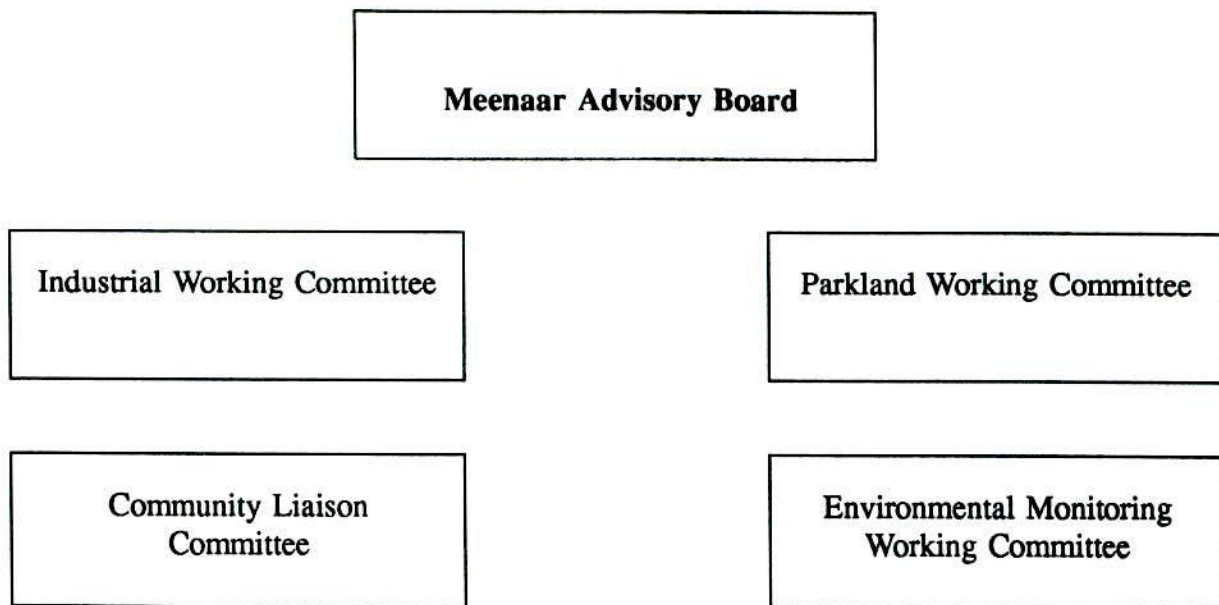 Meenaar Advisory Board
Industrial Working Committee
Parkland Working Committee
Community Liaison
Committee
Environmental Monitoring
Working Committee